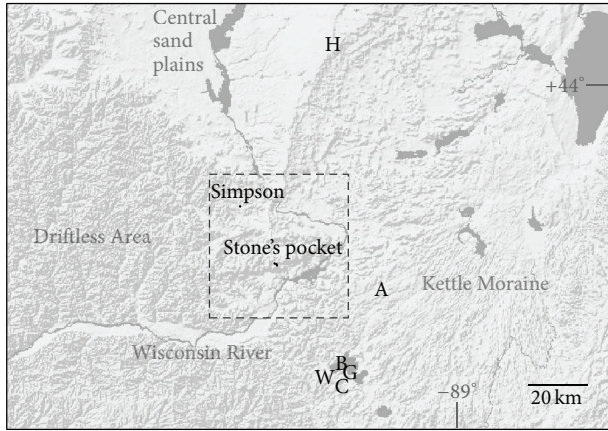 Central
sand
plains
H
+44°
Simpson
Driftless Area
Stone's pocket
A
Kettle Moraine
Wisconsin River
B
W G
C
−89°
20 km